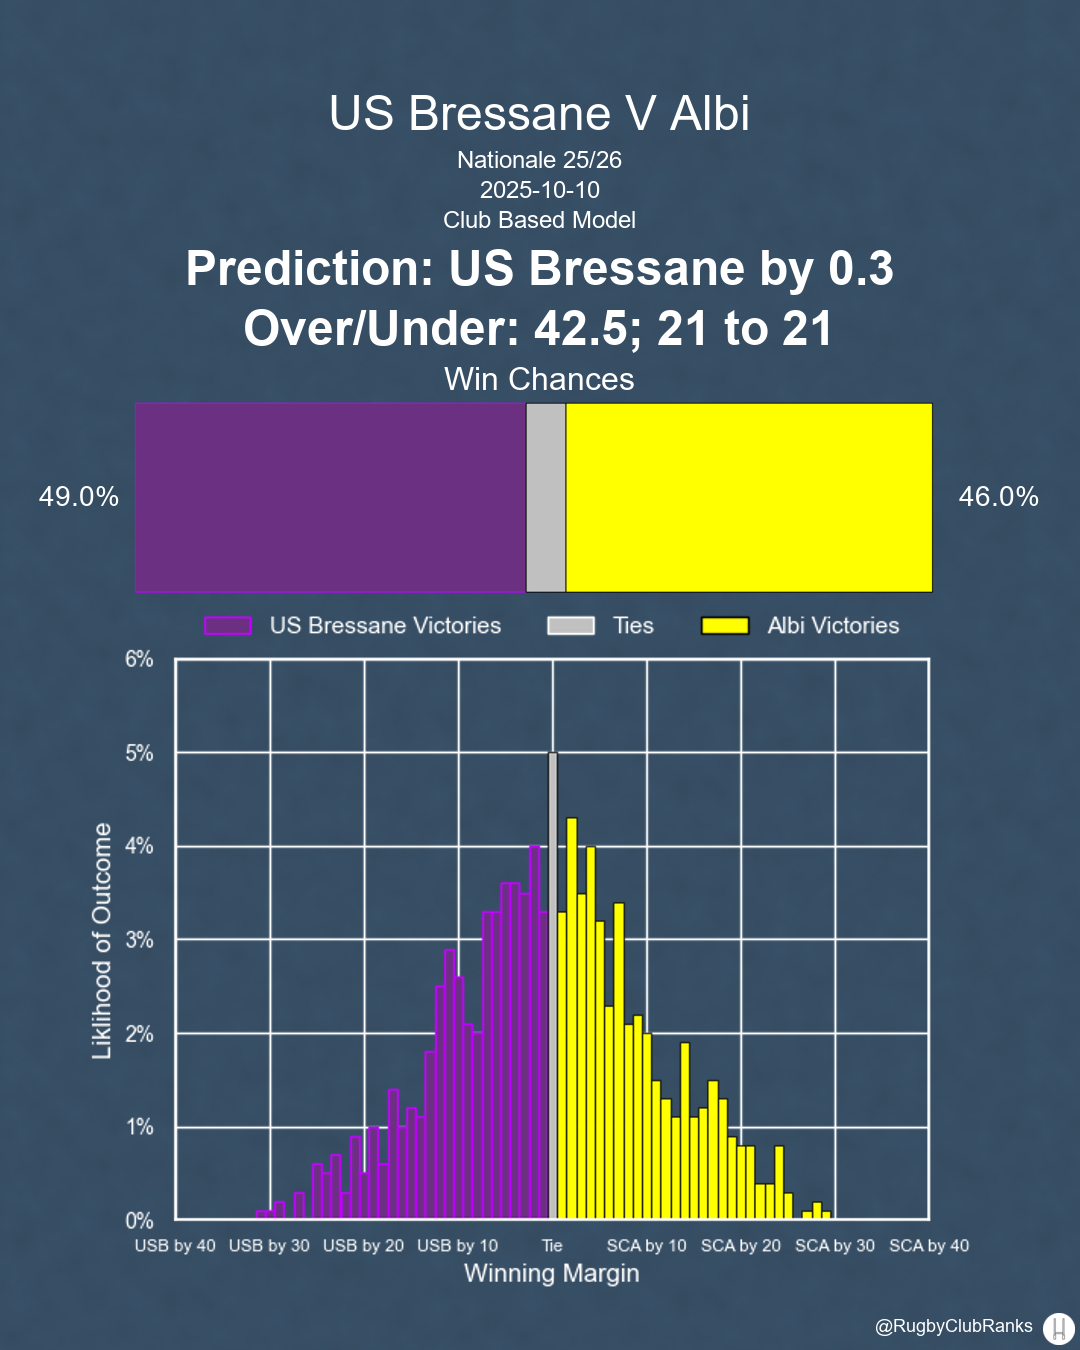 US Bressane V Albi
Nationale 25/26
2025-10-10
Club Based Model
Prediction: US Bressane by 0.3
Over/Under: 42.5; 21 to 21
Win Chances
49.0%
46.0%
US Bressane Victories
Ties
Albi Victories
6%
5%
4%
3%
2%
1%
0%
Liklihood of Outcome
USB by 40
USB by 30
USB by 20
USB by 10
Tie
SCA by 10
SCA by 20
SCA by 30
SCA by 40
Winning Margin
@RugbyClubRanks